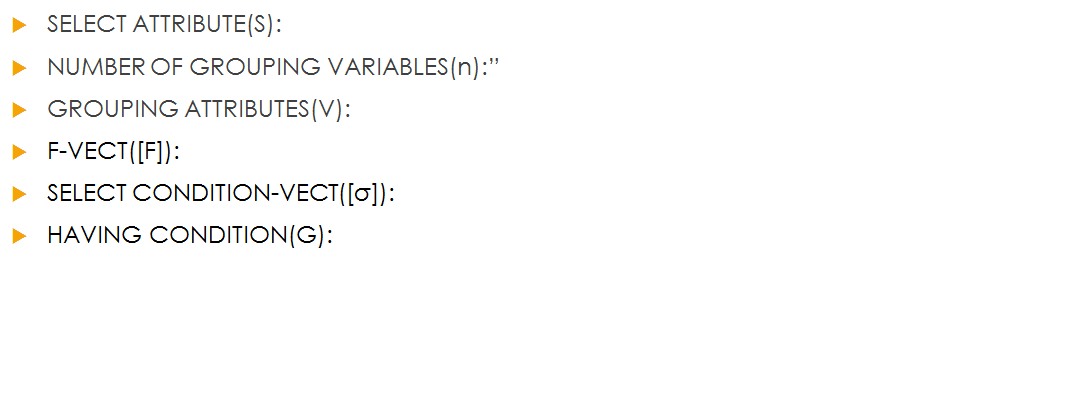 SELECT ATTRIBUTE(S):
NUMBER OF GROUPING VARIABLES(n):”
GROUPING ATTRIBUTES(V):
F-VECT([F]):
SELECT CONDITION-VECT([σ]):
HAVING CONDITION(G):